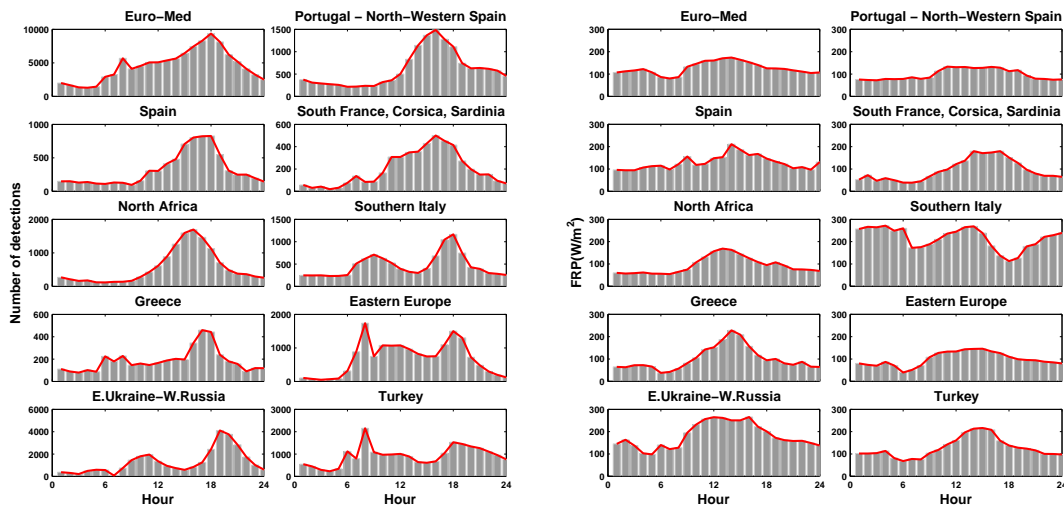 Euro−Med
Portugal − North−Western Spain
Euro−Med
Portugal − North−Western Spain
10000
5000
0
1500
1000
500
0
300
200
100
0
300
200
100
0
Spain
South France, Corsica, Sardinia
Spain
South France, Corsica, Sardinia
1000
500
0
600
400
200
0
300
200
100
0
300
200
100
0
North Africa
Southern Italy
North Africa
Southern Italy
2000
1000
0
1500
1000
500
0
300
200
100
0
300
200
100
0
Number of detections
FRP(W/m²)
Greece
Eastern Europe
Greece
Eastern Europe
600
400
200
0
2000
1000
0
300
200
100
0
300
200
100
0
E.Ukraine−W.Russia
Turkey
E.Ukraine−W.Russia
Turkey
6000
4000
2000
0
3000
2000
1000
0
300
200
100
0
300
200
100
0
0 6 12 18 24
0 6 12 18 24
0 6 12 18 24
0 6 12 18 24
Hour
Hour
Hour
Hour